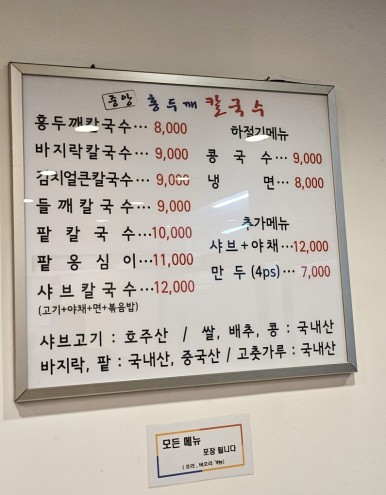 중앙 홍두깨 칼국수
홍두깨칼국수… 8,000
바지락칼국수… 9,000
김치얼큰칼국수… 9,000
들깨칼국수… 9,000
팥칼국수…10,000
팥옹심이…11,000
샤브칼국수…12,000
(고기+야채+면+볶음밥)
하절기메뉴
콩국수… 9,000
냉면… 8,000
추가메뉴
샤브+야채…12,000
만두(4ps)… 7,000
샤브고기 : 호주산 / 쌀, 배추, 콩 : 국내산
바지락, 팥 : 국내산, 중국산 / 고춧가루 : 국내산
모든 메뉴
포장 됩니다